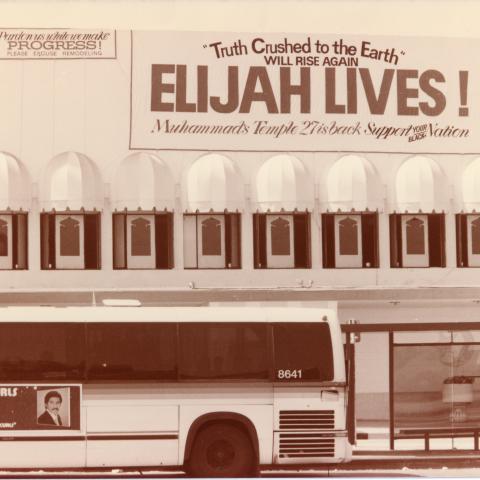 Pardon us while we make
PROGRESS!
PLEASE EXCUSE REMODELING
"Truth Crushed to the Earth"
WILL RISE AGAIN
ELIJAH LIVES!
Muhammad's Temple 27 is back Support YOUR BLACK Nation
8641
RLS